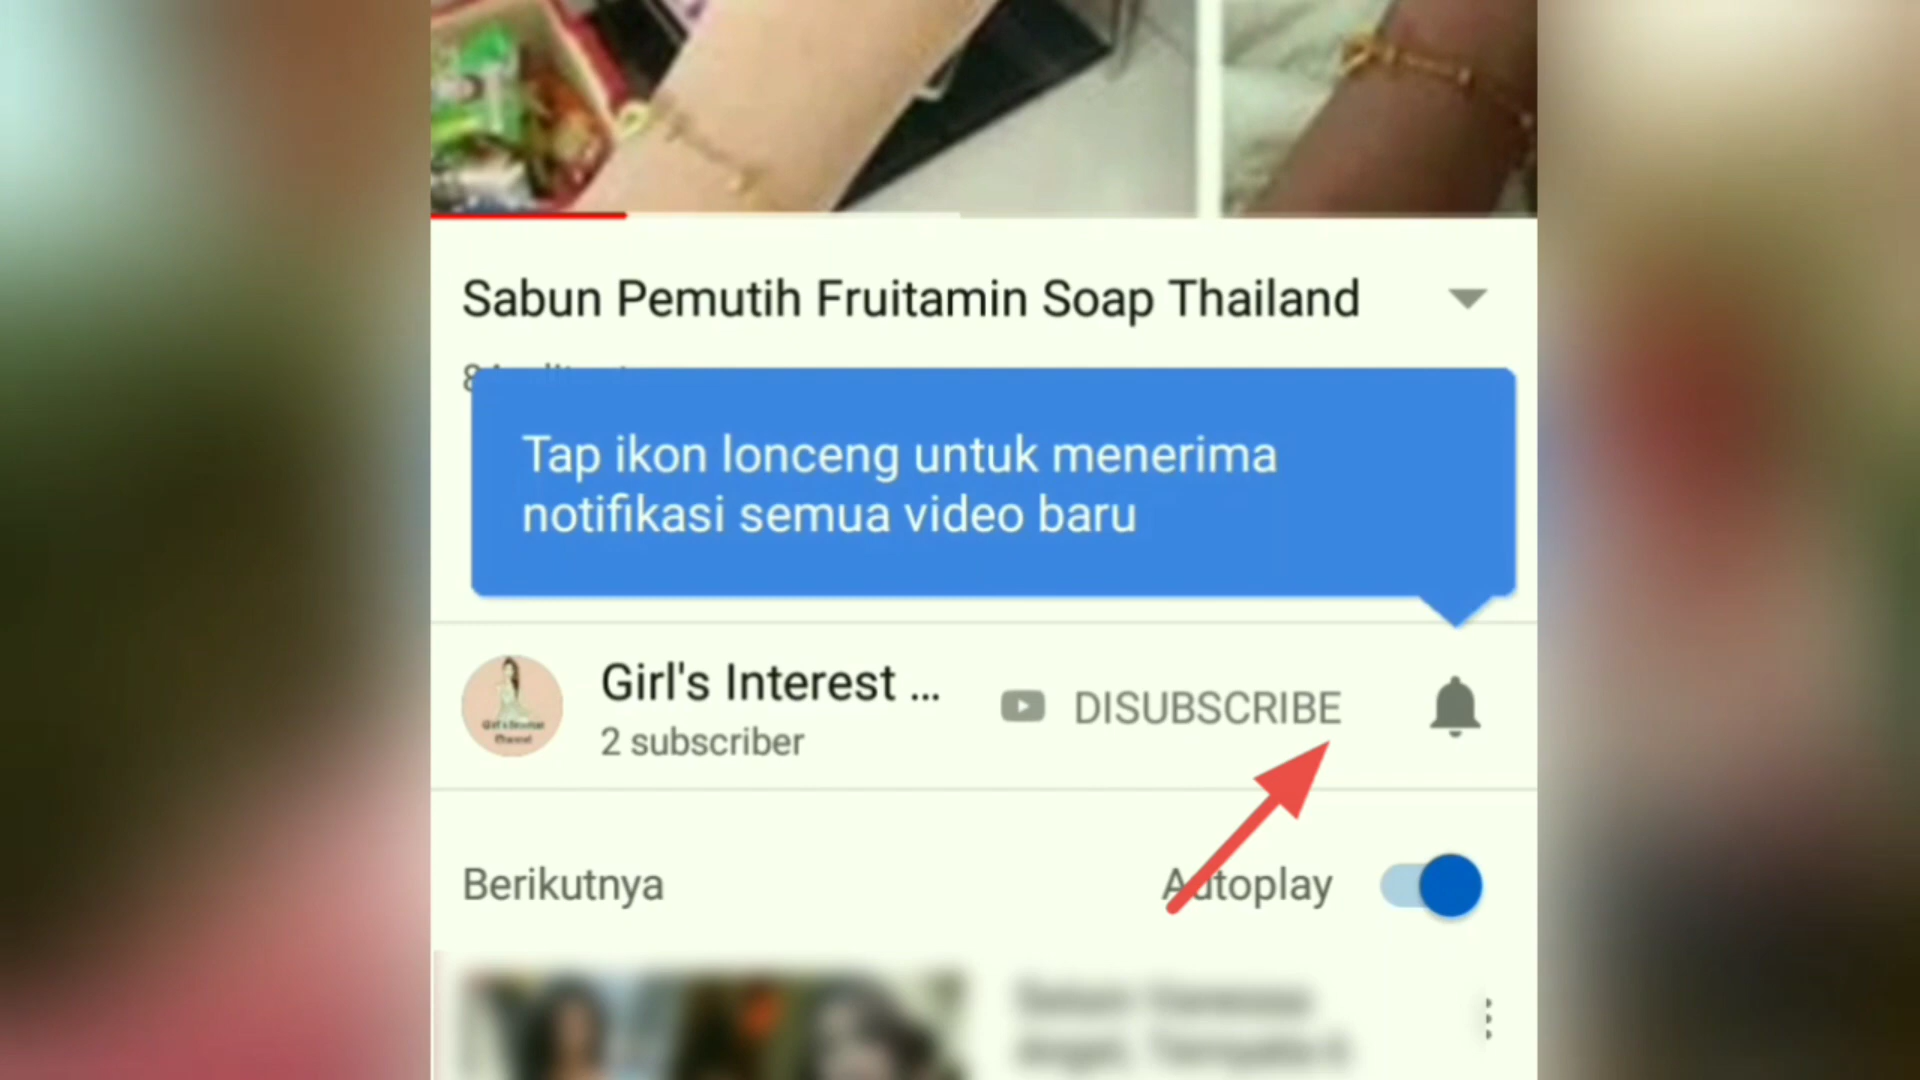 Sabun Pemutih Fruitamin Soap Thailand
Tap ikon lonceng untuk menerima
notifikasi semua video baru
Girl's Interest ...
2 subscriber
DISUBSCRIBE
Berikutnya
Autoplay